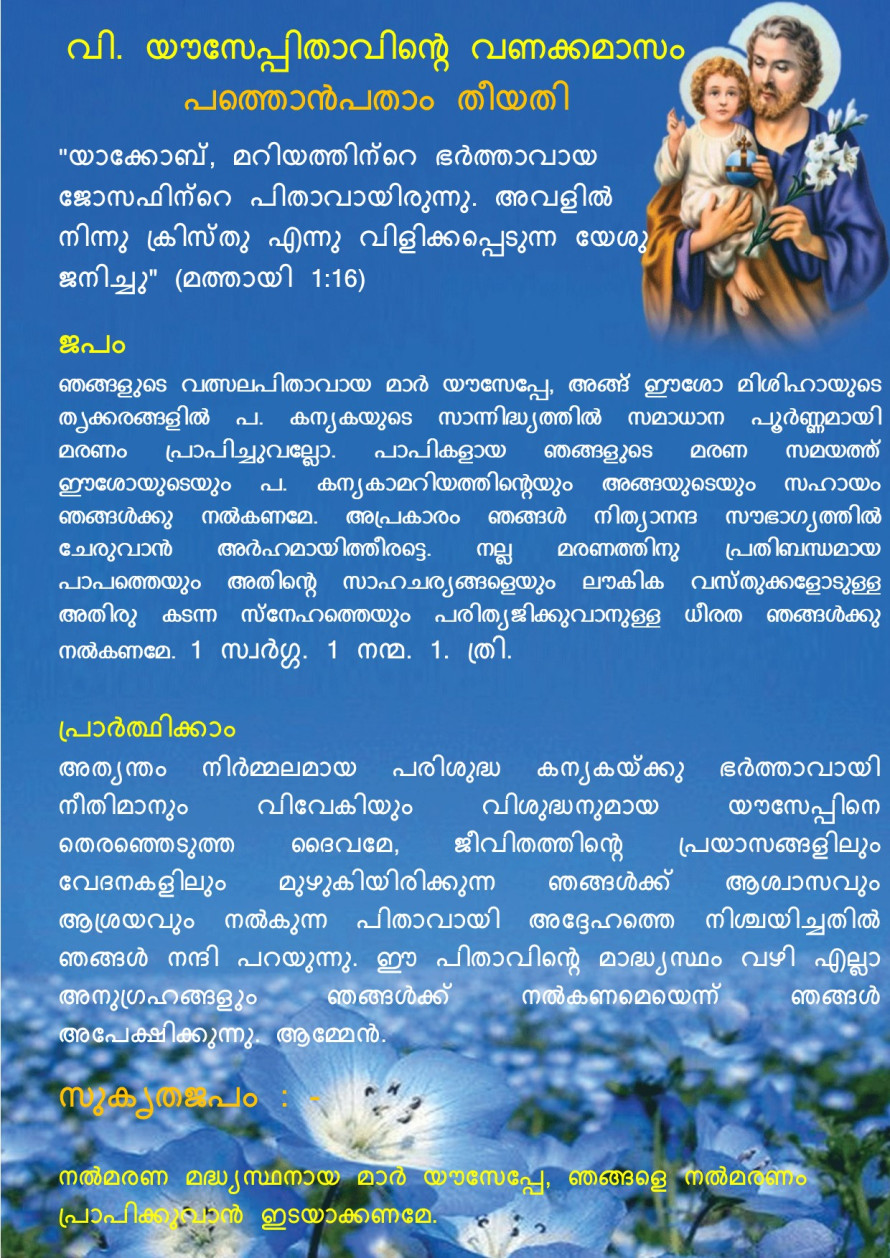 വി. യൗസേപ്പിതാവിന്റെ വണക്കമാസം
പത്തൊൻപതാം തീയതി
"യാക്കോബ്, മറിയത്തിന്റെ ഭർത്താവായ
ജോസഫിന്റെ പിതാവായിരുന്നു. അവളിൽ
നിന്നു ക്രിസ്തു എന്നു വിളിക്കപ്പെടുന്ന യേശു
ജനിച്ചു" (മത്തായി 1:16)
ജപം
ഞങ്ങളുടെ വത്സലപിതാവായ മാർ യൗസേപ്പേ, അങ്ങ് ഈശോ മിശിഹായുടെ
തൃക്കരങ്ങളിൽ പ. കന്യകയുടെ സാന്നിദ്ധ്യത്തിൽ സമാധാന പൂർണ്ണമായി
മരണം പ്രാപിച്ചുവല്ലോ. പാപികളായ ഞങ്ങളുടെ മരണ സമയത്ത്
ഈശോയുടെയും പ. കന്യകാമറിയത്തിന്റെയും അങ്ങയുടെയും സഹായം
ഞങ്ങൾക്കു നൽകണമേ. അപ്രകാരം ഞങ്ങൾ നിത്യാനന്ദ സൗഭാഗ്യത്തിൽ
ചേരുവാൻ അർഹമായിത്തീരട്ടെ. നല്ല മരണത്തിനു പ്രതിബന്ധമായ
പാപത്തെയും അതിന്റെ സാഹചര്യങ്ങളെയും ലൗകിക വസ്തുക്കളോടുള്ള
അതിരു കടന്ന സ്നേഹത്തെയും പരിത്യജിക്കുവാനുള്ള ധീരത ഞങ്ങൾക്കു
നൽകണമേ. 1 സ്വർഗ്ഗ. 1 നന്മ. 1. ത്രി.
പ്രാർത്ഥിക്കാം
അത്യന്തം നിർമ്മലമായ പരിശുദ്ധ കന്യകയ്ക്കു ഭർത്താവായി
നീതിമാനും വിവേകിയും വിശുദ്ധനുമായ യൗസേപ്പിനെ
തെരഞ്ഞെടുത്ത ദൈവമേ, ജീവിതത്തിന്റെ പ്രയാസങ്ങളിലും
വേദനകളിലും മുഴുകിയിരിക്കുന്ന ഞങ്ങൾക്ക് ആശ്വാസവും
ആശ്രയവും നൽകുന്ന പിതാവായി അദ്ദേഹത്തെ നിശ്ചയിച്ചതിൽ
ഞങ്ങൾ നന്ദി പറയുന്നു. ഈ പിതാവിന്റെ മാദ്ധ്യസ്ഥം വഴി എല്ലാ
അനുഗ്രഹങ്ങളും ഞങ്ങൾക്ക് നൽകണമെയെന്ന് ഞങ്ങൾ
അപേക്ഷിക്കുന്നു. ആമ്മേൻ.
സുകൃതജപം : -
നൽമരണ മദ്ധ്യസ്ഥനായ മാർ യൗസേപ്പേ, ഞങ്ങളെ നൽമരണം
പ്രാപിക്കുവാൻ ഇടയാക്കണമേ.